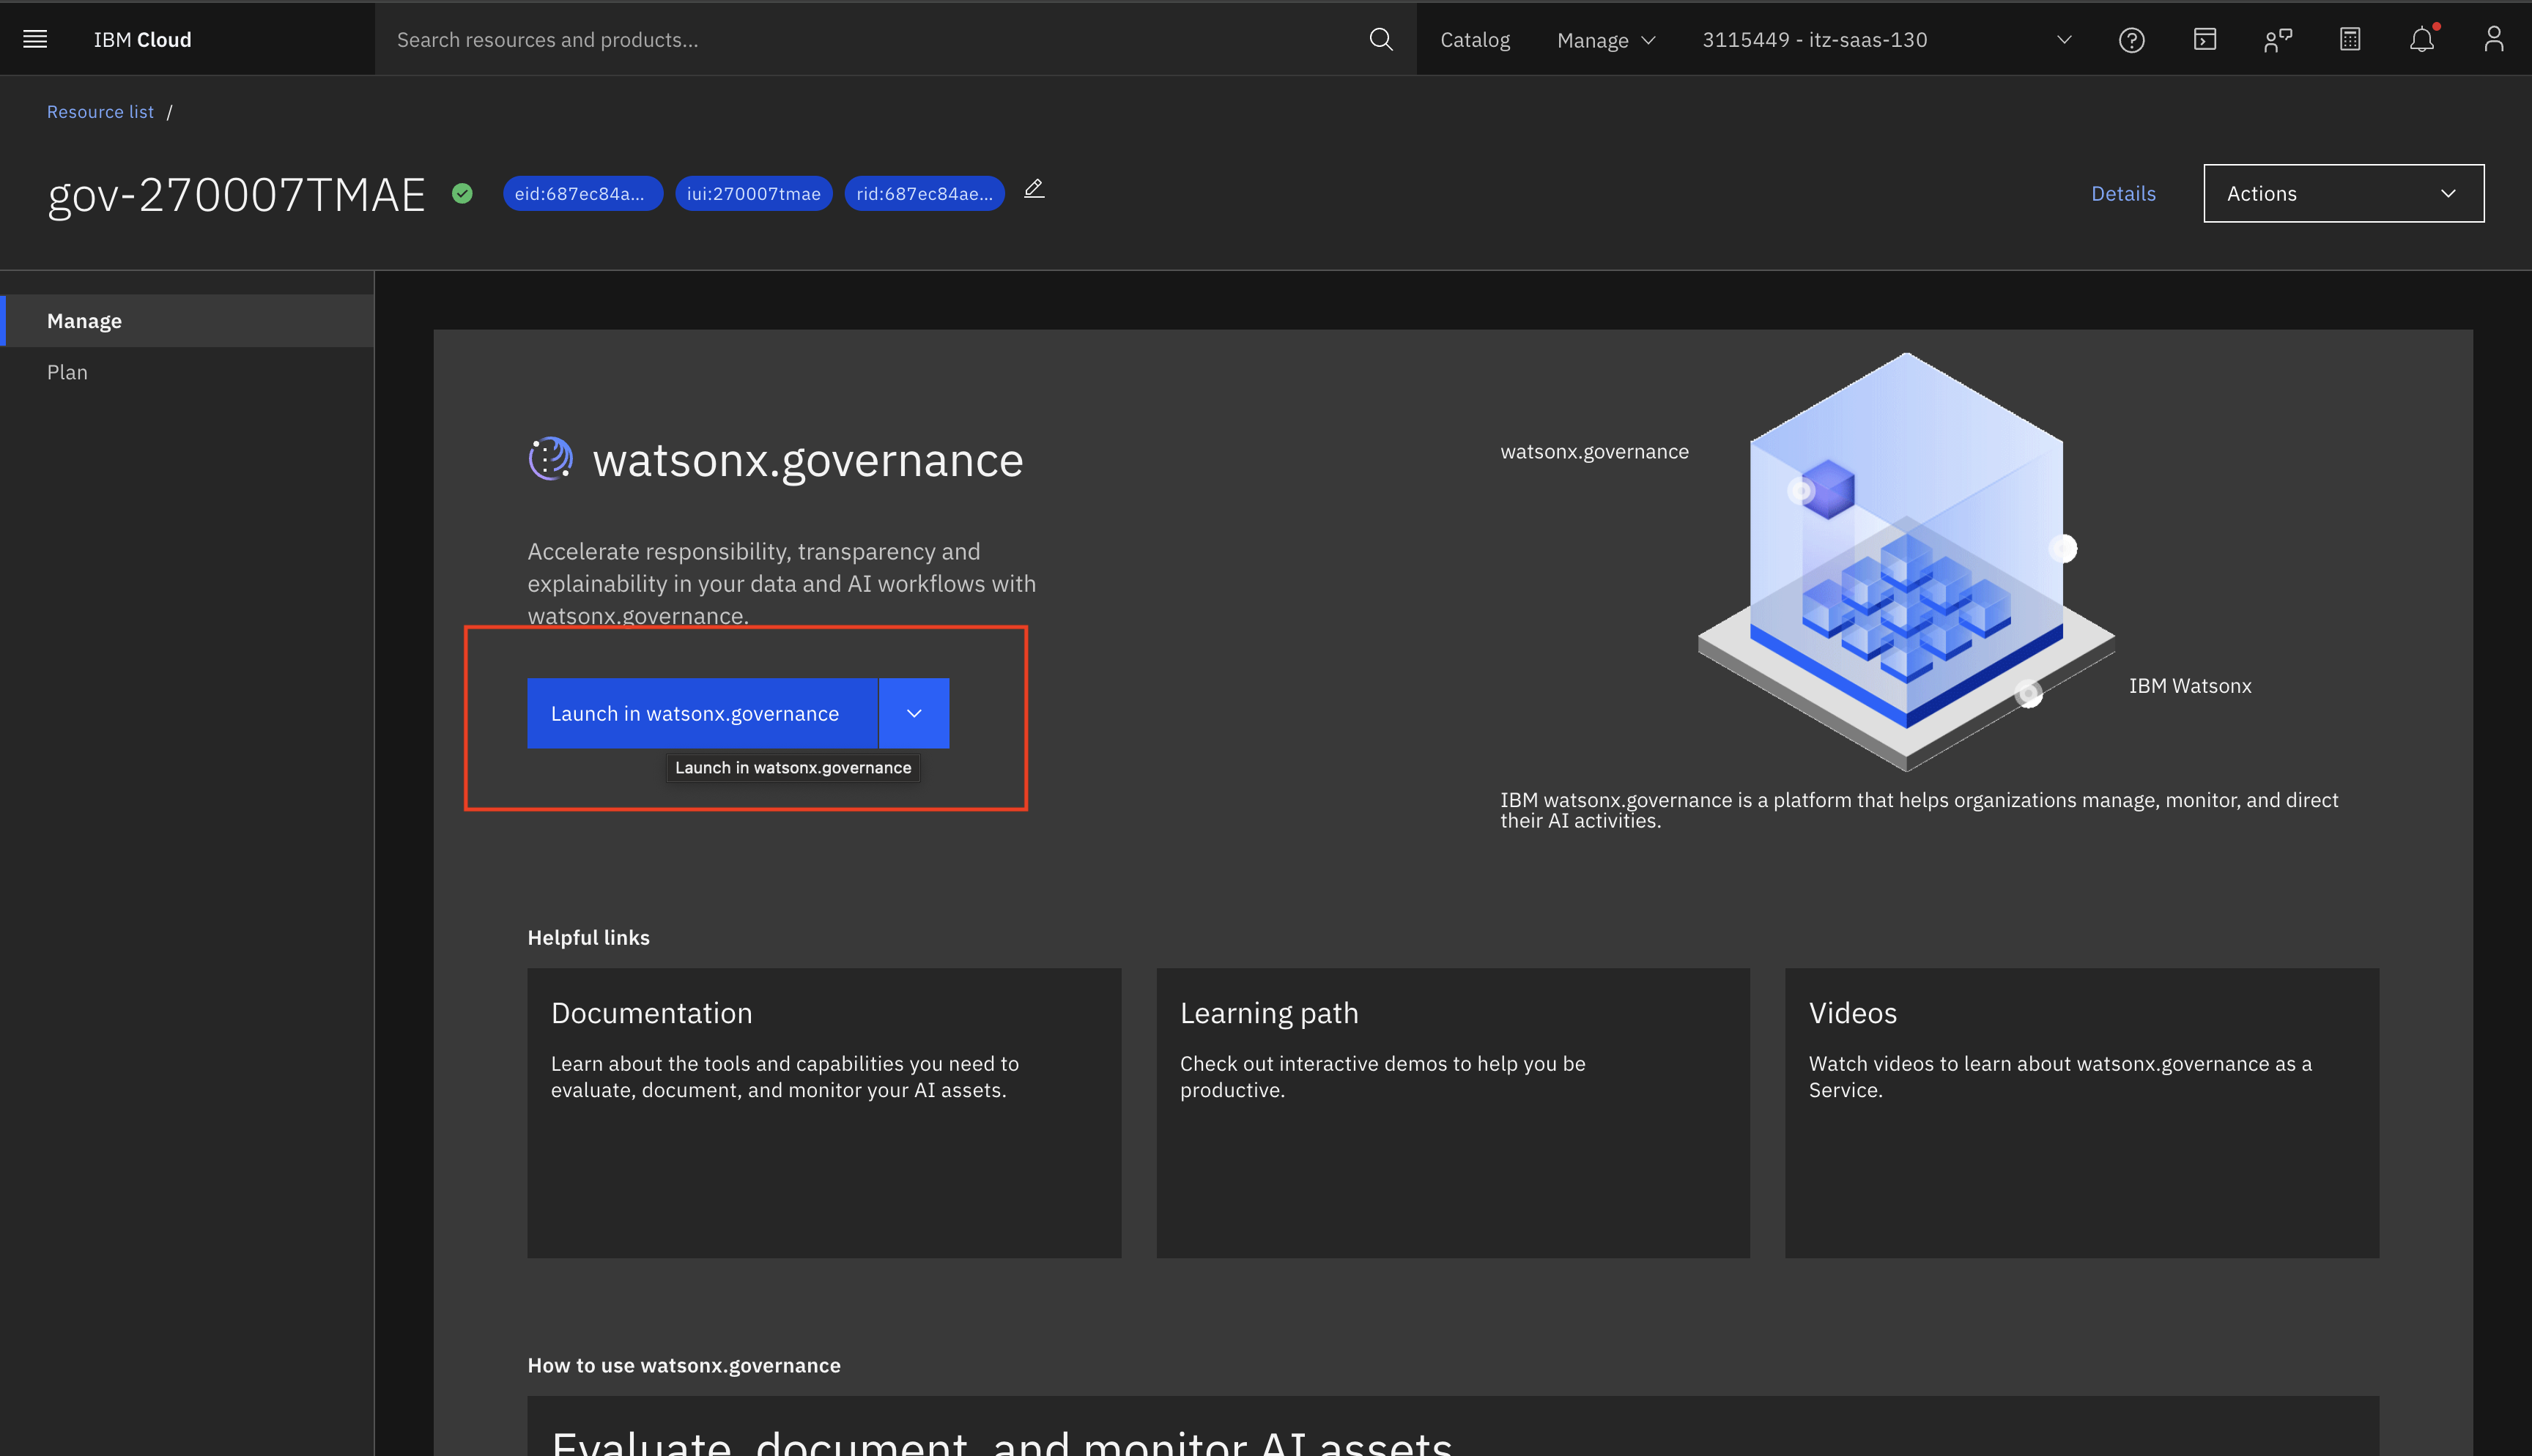 IBM Cloud
Search resources and products...
Catalog
Manage
3115449 - itz-saas-130
Resource list /
gov-270007TMAE
eid:687ec84a...
iui:270007tmae
rid:687ec84ae...
Details
Actions
Manage
Plan
watsonx.governance
Accelerate responsibility, transparency and
explainability in your data and AI workflows with
watsonx.governance.
Launch in watsonx.governance
Launch in watsonx.governance
watsonx.governance
IBM Watsonx
IBM watsonx.governance is a platform that helps organizations manage, monitor, and direct
their AI activities.
Helpful links
Documentation
Learn about the tools and capabilities you need to
evaluate, document, and monitor your AI assets.
Learning path
Check out interactive demos to help you be
productive.
Videos
Watch videos to learn about watsonx.governance as a
Service.
How to use watsonx.governance
Evaluate, document, and monitor AI assets